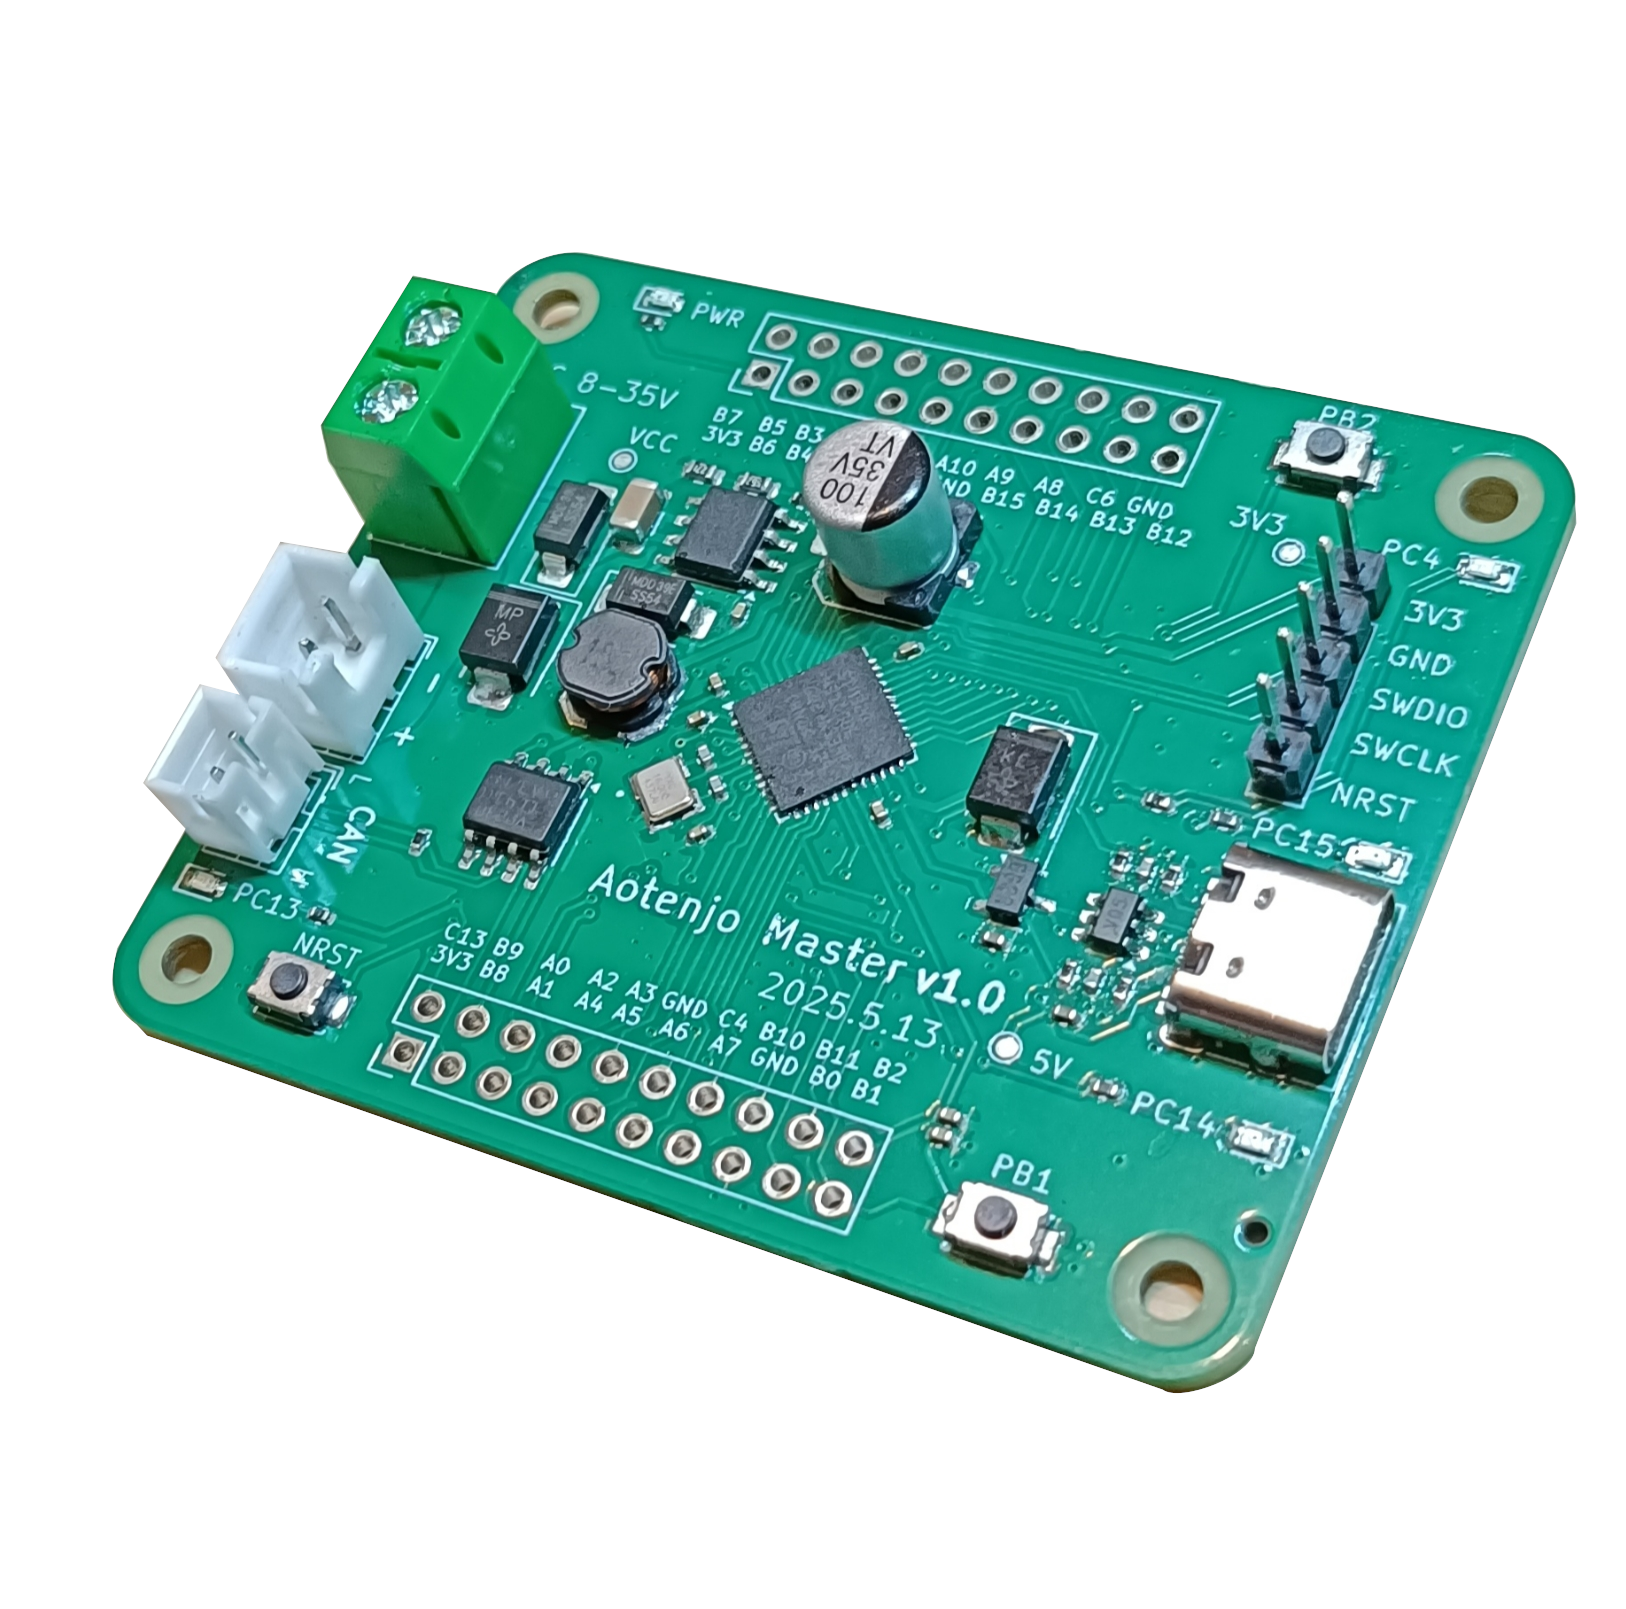 PWR
8-35V
VCC
B7 B5 B3
3V3 B6 B4
A10 A9 A8 C6 GND
B15 B14 B13 B12
100
35V
VT
PB2
3V3
PC4
3V3
GND
SWDIO
SWCLK
NRST
MDD39E
SS54
MP
-
+
L CAN
KE
PC15
PC13
NRST
Aotenjo Master v1.0
2025.5.13
C13 B9 A0 A2 A3 GND C4 B10 B11 B2
3V3 B8 A1 A4 A5 A6 A7 GND B0 B1
5V
PC14
PB1